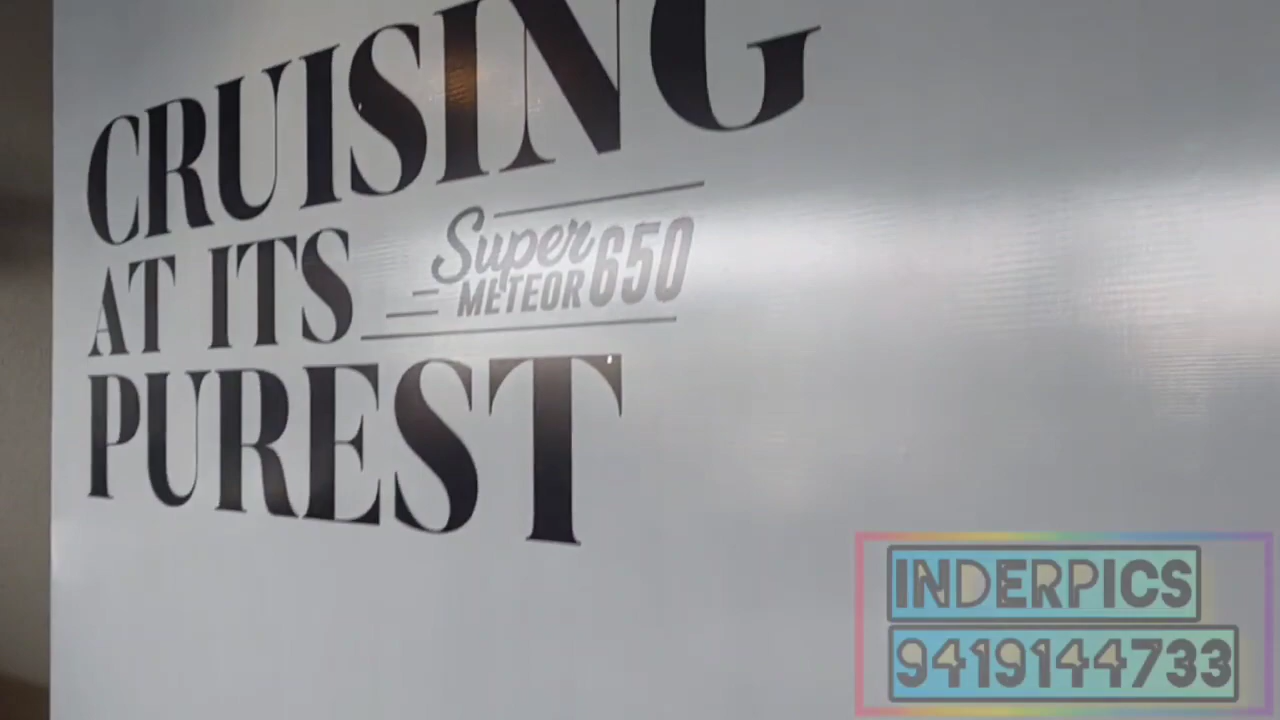 CRUISING
AT ITS
Super
METEOR 650
PUREST
INDERPICS
9419144733